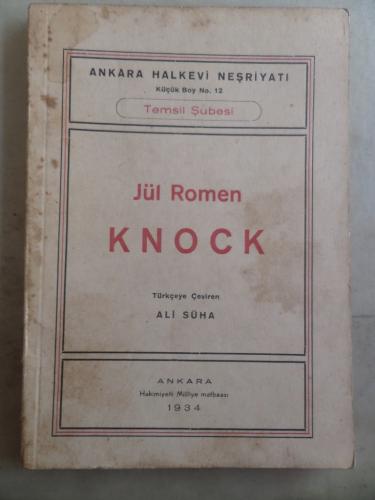 ANKARA HALKEVİ NEŞRİYATI
Küçük Boy No. 12
Temsil Şubesi
Jül Romen
KNOCK
Türkçeye Çeviren
ALİ SÜHA
ANKARA
Hakimiyeti Milliye matbaası
1934